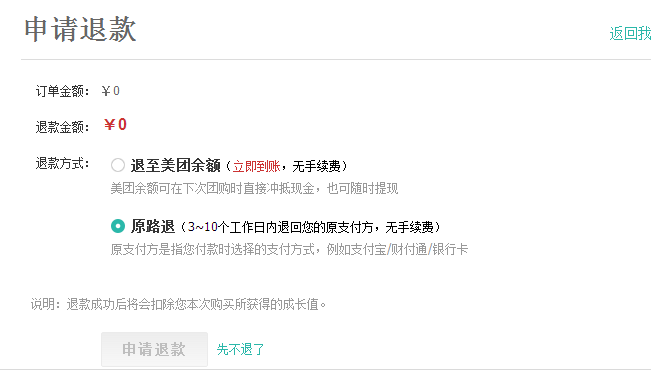 申请退款
返回我
订单金额： ￥0
退款金额： ￥0
退款方式： 退至美团余额（立即到账，无手续费）
美团余额可在下次团购时直接冲抵现金，也可随时提现
原路退（3~10个工作日内退回您的原支付方，无手续费）
原支付方是指您付款时选择的支付方式，例如支付宝/财付通/银行卡
说明：退款成功后将会扣除您本次购买所获得的成长值。
申请退款 先不退了